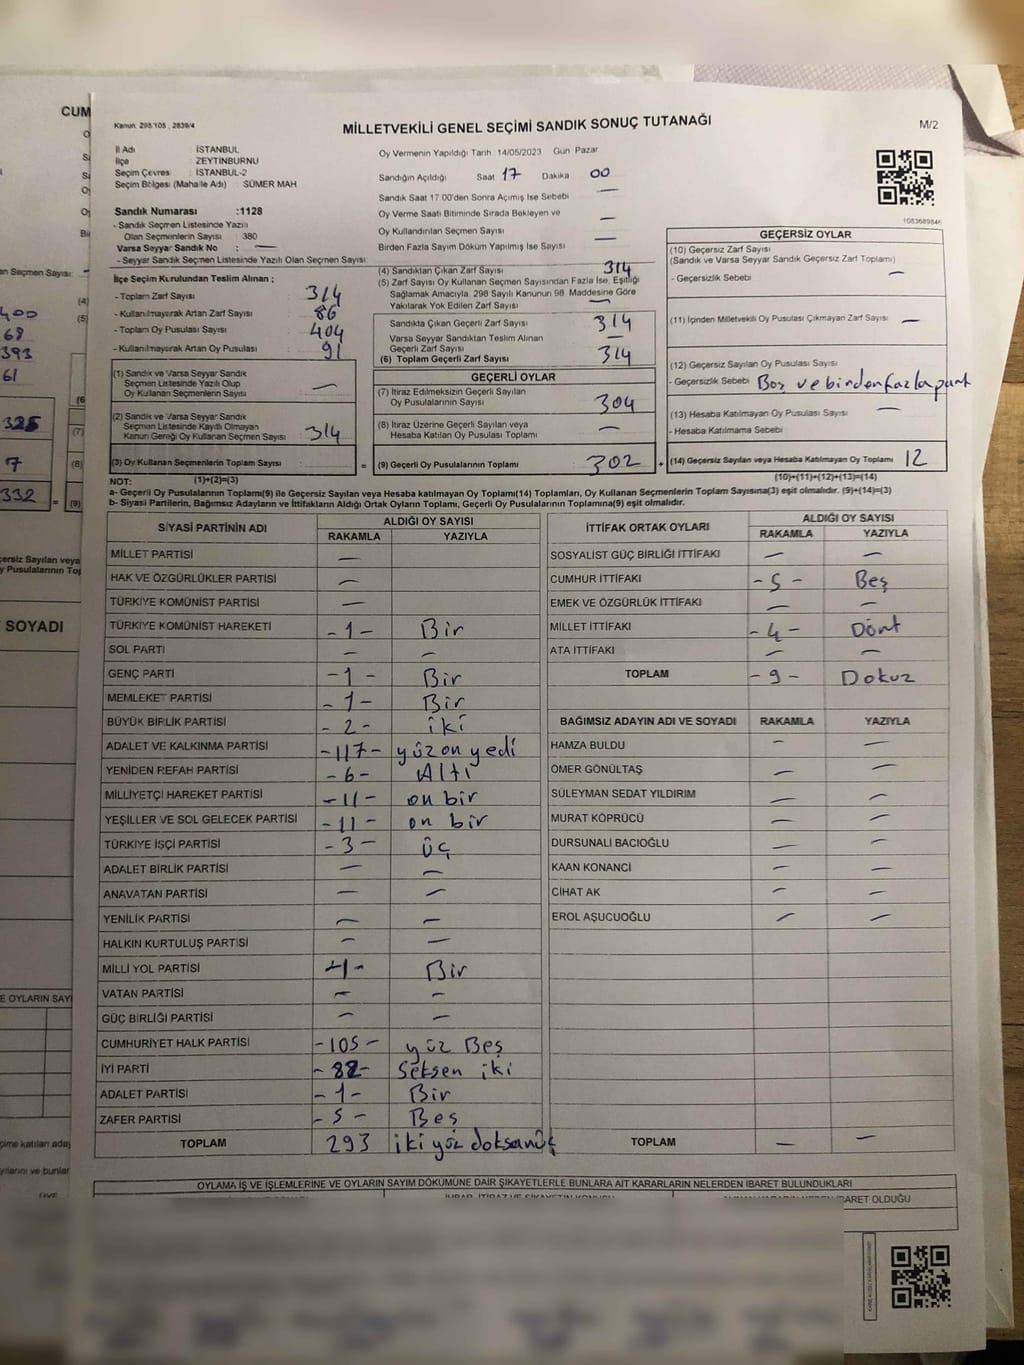 CUM
Kanun: 298/105 , 2839/4
MİLLETVEKİLİ GENEL SEÇİMİ SANDIK SONUÇ TUTANAĞI
M/2
İl Adı İSTANBUL
İlçe ZEYTİNBURNU
Seçim Çevres İSTANBUL-2
Seçim Bölgesi (Mahalle Adı) SÜMER MAH
Oy Vermenin Yapıldığı Tarih 14/05/2023 Gün Pazar
Sandığın Açıldığı Saat 17 Dakika 00
Sandık Saat 17.00'den Sonra Açımış İse Sebebi —
Oy Verme Saati Bitiminde Sırada Bekleyen ve
Oy Kullandırılan Seçmen Sayısı —
Birden Fazla Sayım Döküm Yapılmış İse Sayısı —
1083689846
Sandık Numarası :1128
- Sandık Seçmen Listesinde Yazılı
Olan Seçmenlerin Sayısı : 380
Varsa Seyyar Sandık No : —
- Seyyar Sandık Seçmen Listesinde Yazılı Olan Seçmen Sayısı:
İlçe Seçim Kurulundan Teslim Alınan ;
- Toplam Zarf Sayısı : 314
- Kullanılmayarak Artan Zarf Sayısı : 86
- Toplam Oy Pusulası Sayısı : 404
- Kullanılmayarak Artan Oy Pusulası : 91
(1) Sandık ve Varsa Seyyar Sandık
Seçmen Listesinde Yazılı Olup
Oy Kullanan Seçmenlerin Sayısı : —
(2) Sandık ve Varsa Seyyar Sandık
Seçmen Listesinde Kayıtlı Olmayan
Kanun Gereği Oy Kullanan Seçmen Sayısı : 314
(3) Oy Kullanan Seçmenlerin Toplam Sayısı :
(1)+(2)=(3)
(4) Sandıktan Çıkan Zarf Sayısı 314
(5) Zarf Sayısı Oy Kullanan Seçmen Sayısından Fazla İse, Eşitliği
Sağlamak Amacıyla, 298 Sayılı Kanunun 98. Maddesine Göre
Yakılarak Yok Edilen Zarf Sayısı —
Sandıkta Çıkan Geçerli Zarf Sayısı 314
Varsa Seyyar Sandıktan Teslim Alınan
Geçerli Zarf Sayısı —
(6) Toplam Geçerli Zarf Sayısı 314
GEÇERLİ OYLAR
(7) İtiraz Edilmeksizin Geçerli Sayılan
Oy Pusulalarının Sayısı 304
(8) İtiraz Üzerine Geçerli Sayılan veya
Hesaba Katılan Oy Pusulası Toplamı —
= (9) Geçerli Oy Pusulalarının Toplamı 302 +
GEÇERSİZ OYLAR
(10) Geçersiz Zarf Sayısı
(Sandık ve Varsa Seyyar Sandık Geçersiz Zarf Toplamı)
- Geçersizlik Sebebi —
(11) İçinden Milletvekili Oy Pusulası Çıkmayan Zarf Sayısı —
(12) Geçersiz Sayılan Oy Pusulası Sayısı
- Geçersizlik Sebebi Boş ve birden fazla
(13) Hesaba Katılmayan Oy Pusulası Sayısı —
- Hesaba Katılmama Sebebi
(14) Geçersiz Sayılan veya Hesaba Katılmayan Oy Toplamı 12
(10)+(11)+(12)+(13)=(14)
NOT:
a- Geçerli Oy Pusulalarının Toplamı(9) ile Geçersiz Sayılan veya Hesaba katılmayan Oy Toplamı(14) Toplamları, Oy Kullanan Seçmenlerin Toplam Sayısına(3) eşit olmalıdır. (9)+(14)=(3)
b- Siyasi Partilerin, Bağımsız Adayların ve İttifakların Aldığı Ortak Oyların Toplamı, Geçerli Oy Pusulalarının Toplamına(9) eşit olmalıdır.
SİYASİ PARTİNİN ADI ALDIĞI OY SAYISI
RAKAMLA YAZIYLA
MİLLET PARTİSİ —
HAK VE ÖZGÜRLÜKLER PARTİSİ —
TÜRKİYE KOMÜNİST PARTİSİ —
TÜRKİYE KOMÜNİST HAREKETİ -1- Bir
SOL PARTİ — —
GENÇ PARTİ -1- Bir
MEMLEKET PARTİSİ -1- Bir
BÜYÜK BİRLİK PARTİSİ -2- iki
ADALET VE KALKINMA PARTİSİ -117- yüz on yedi
YENİDEN REFAH PARTİSİ -6- Altı
MİLLİYETÇİ HAREKET PARTİSİ -11- on bir
YEŞİLLER VE SOL GELECEK PARTİSİ -11- on bir
TÜRKİYE İŞÇİ PARTİSİ -3- Üç
ADALET BİRLİK PARTİSİ — —
ANAVATAN PARTİSİ — —
YENİLİK PARTİSİ — —
HALKIN KURTULUŞ PARTİSİ — —
MİLLİ YOL PARTİSİ -1- Bir
VATAN PARTİSİ — —
GÜÇ BİRLİĞİ PARTİSİ — —
CUMHURİYET HALK PARTİSİ -105- yüz Beş
İYİ PARTİ -82- Seksen iki
ADALET PARTİSİ -1- Bir
ZAFER PARTİSİ -5- Beş
TOPLAM 293 iki yüz doksan
İTTİFAK ORTAK OYLARI ALDIĞI OY SAYISI
RAKAMLA YAZIYLA
SOSYALİST GÜÇ BİRLİĞİ İTTİFAKI — —
CUMHUR İTTİFAKI -5- Beş
EMEK VE ÖZGÜRLÜK İTTİFAKI — —
MİLLET İTTİFAKI -4- Dört
ATA İTTİFAKI — —
TOPLAM -9- Dokuz
BAĞIMSIZ ADAYIN ADI VE SOYADI RAKAMLA YAZIYLA
HAMZA BULDU — —
ÖMER GÖNÜLTAŞ — —
SÜLEYMAN SEDAT YILDIRIM — —
MURAT KÖPRÜCÜ — —
DURSUNALİ BACIOĞLU — —
KAAN KONANCİ — —
CİHAT AK — —
EROL AŞUCUOĞLU — —
TOPLAM — —
OYLAMA İŞ VE İŞLEMLERİNE VE OYLARIN SAYIM DÖKÜMÜNE DAİR ŞİKAYETLERLE BUNLARA AİT KARARLARIN NELERDEN İBARET BULUNDUKLARI
BARET OLDUĞU
an Seçmen Sayısı:
400
68
393
61
325
7
332
çersiz Sayılan veya
y Pusulalarının Top
SOYADI
E OYLARIN SAYI